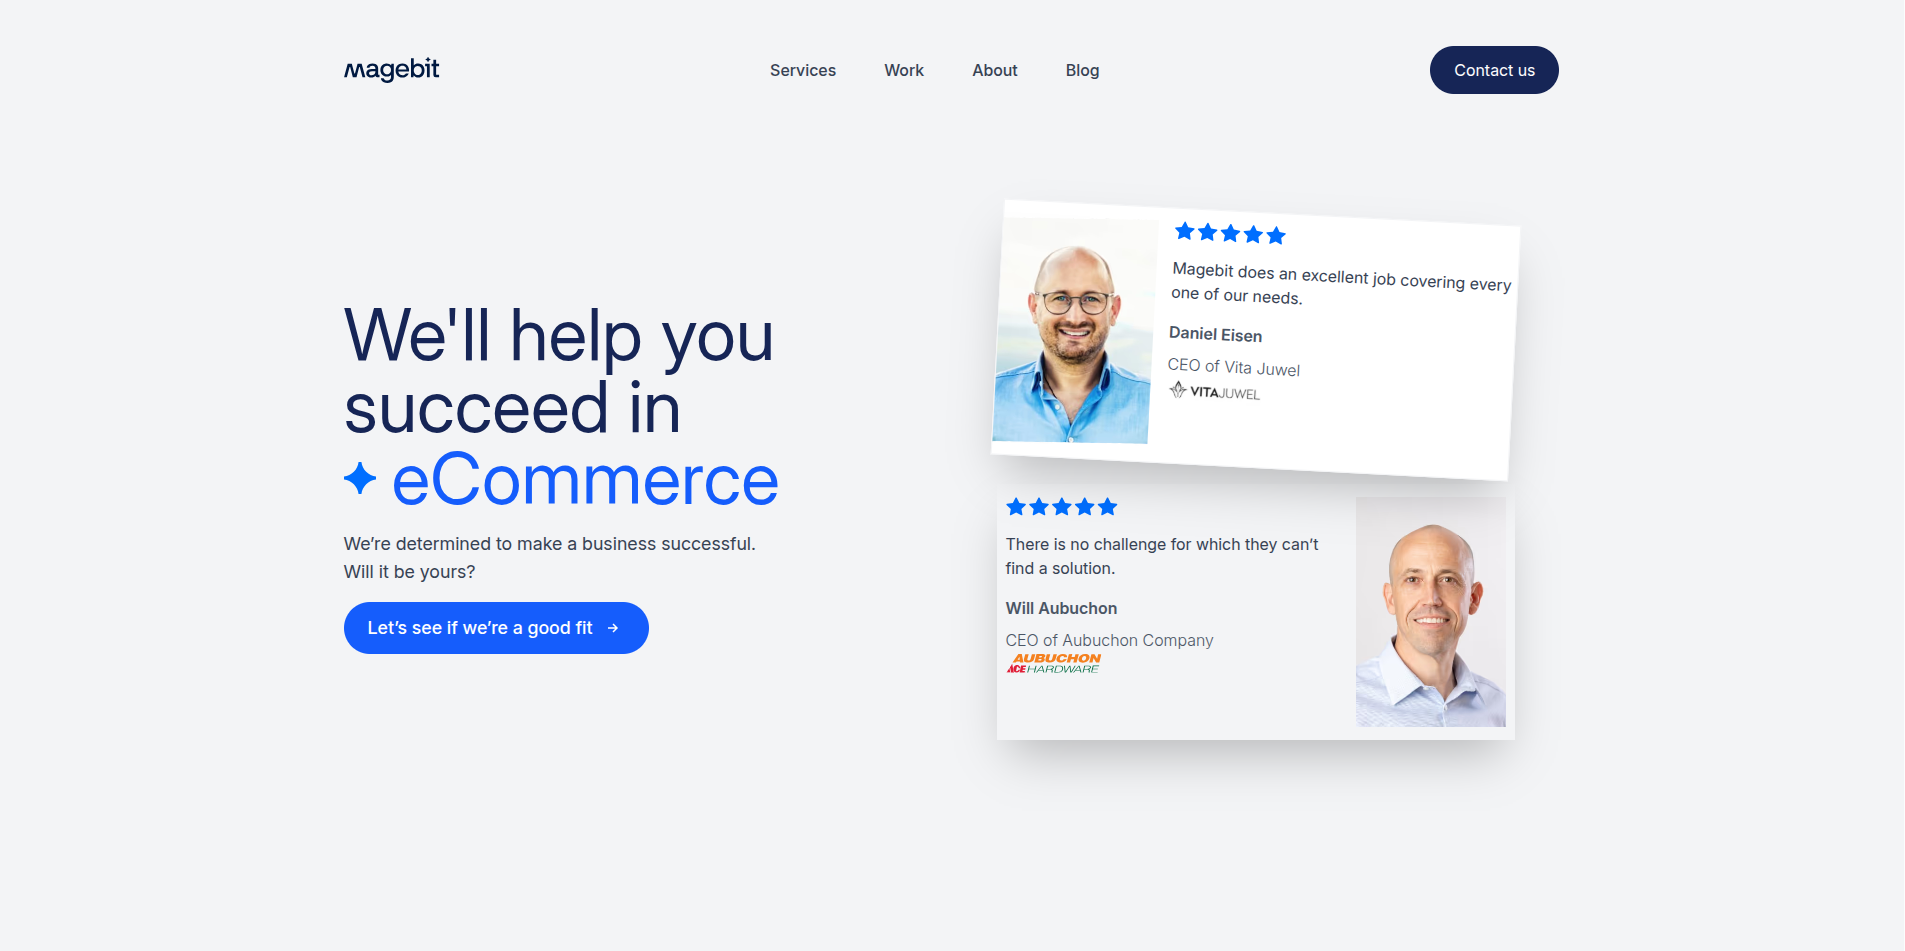 magebit
Services
Work
About
Blog
Contact us
We'll help you
succeed in
eCommerce
We’re determined to make a business successful.
Will it be yours?
Let’s see if we’re a good fit
Magebit does an excellent job covering every
one of our needs.
Daniel Eisen
CEO of Vita Juwel
VITAJUWEL
There is no challenge for which they can’t
find a solution.
Will Aubuchon
CEO of Aubuchon Company
AUBUCHON
ACE HARDWARE